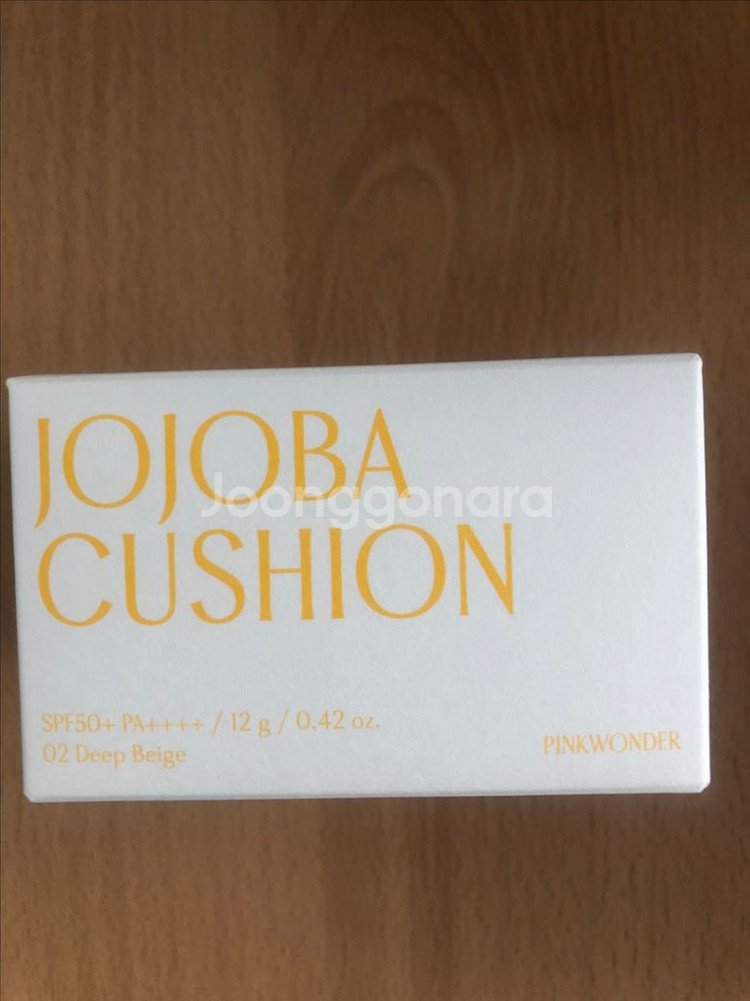 JOJOBA
Joonggonara
CUSHION
SPF50+ PA++++ / 12 g / 0.42 oz.
02 Deep Beige
PINKWONDER